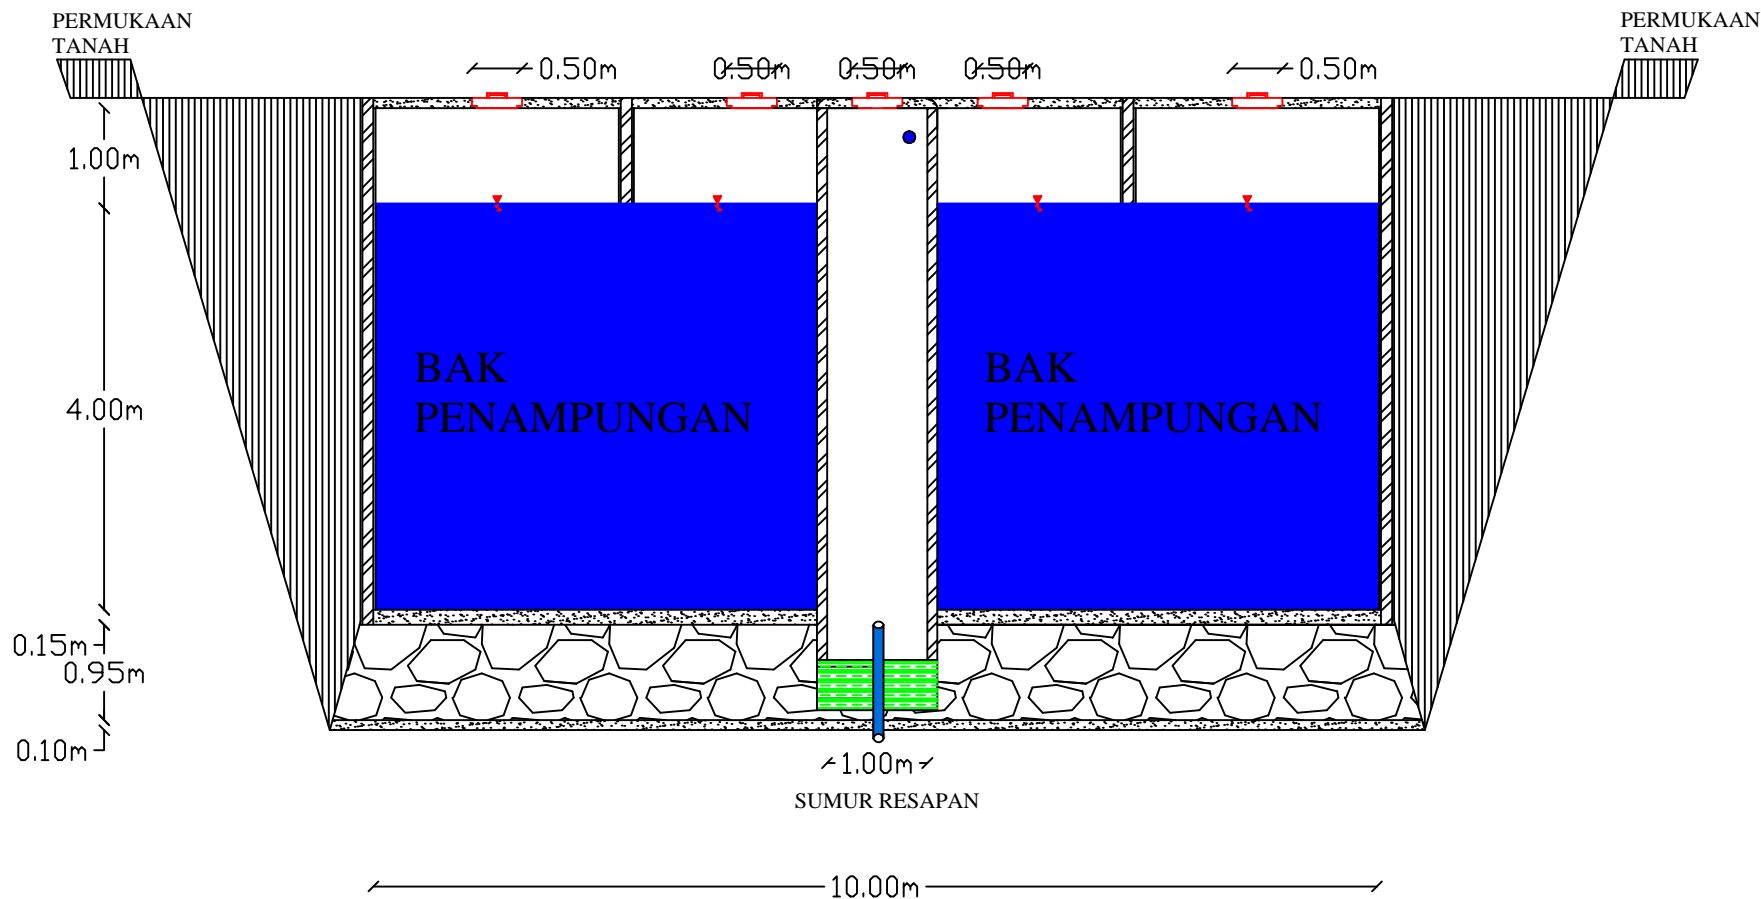 PERMUKAAN
TANAH
PERMUKAAN
TANAH
0.50m
0.50m
0.50m
0.50m
0.50m
1.00m
4.00m
BAK
PENAMPUNGAN
BAK
PENAMPUNGAN
0.15m
0.95m
0.10m
1.00m
SUMUR RESAPAN
10.00m